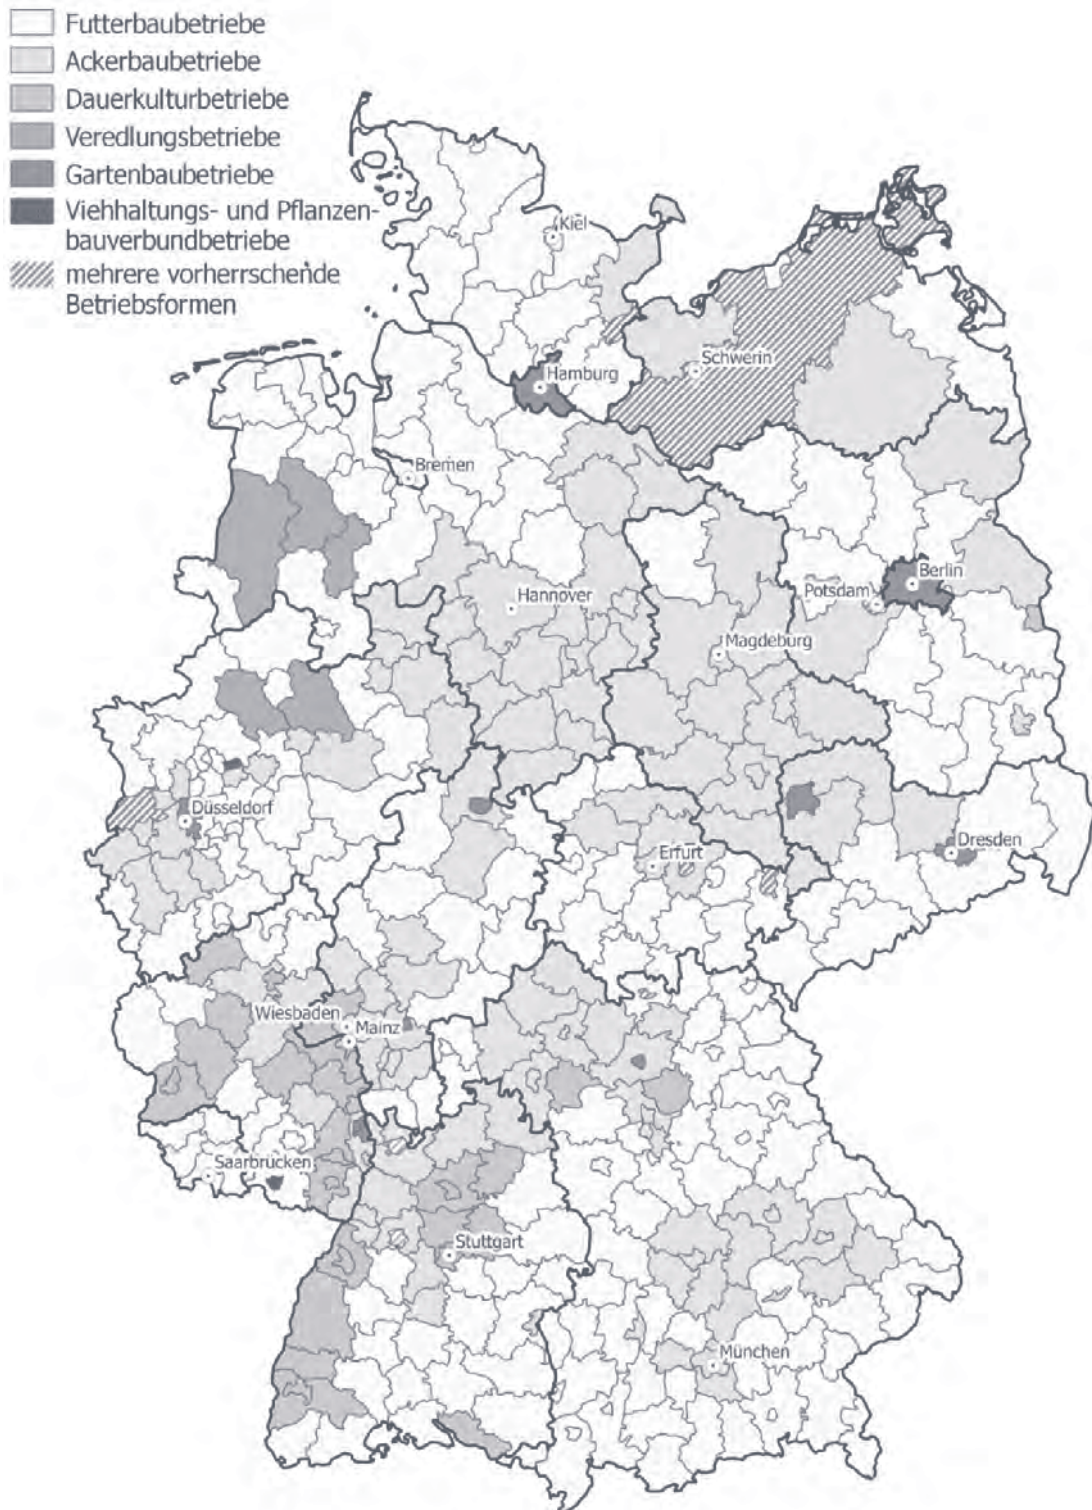 Futterbaubetriebe
Ackerbaubetriebe
Dauerkulturbetriebe
Veredlungsbetriebe
Gartenbaubetriebe
Viehhaltungs- und Pflanzen-
bauverbundbetriebe
mehrere vorherrschende
Betriebsformen
Kiel
Schwerin
Hamburg
Bremen
Berlin
Potsdam
Hannover
Magdeburg
Düsseldorf
Dresden
Erfurt
Wiesbaden
Mainz
Saarbrücken
Stuttgart
München